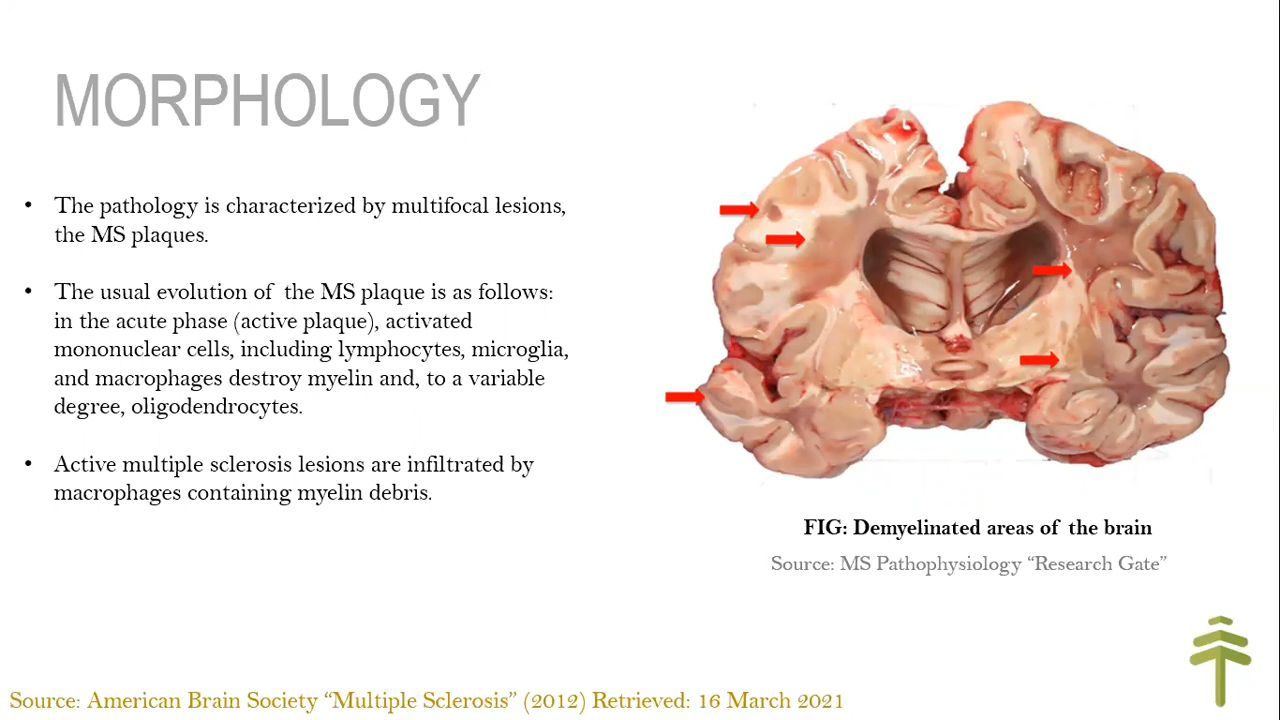 MORPHOLOGY
• The pathology is characterized by multifocal lesions,
the MS plaques.
• The usual evolution of the MS plaque is as follows:
in the acute phase (active plaque), activated
mononuclear cells, including lymphocytes, microglia,
and macrophages destroy myelin and, to a variable
degree, oligodendrocytes.
• Active multiple sclerosis lesions are infiltrated by
macrophages containing myelin debris.
FIG: Demyelinated areas of the brain
Source: MS Pathophysiology “Research Gate”
Source: American Brain Society “Multiple Sclerosis” (2012) Retrieved: 16 March 2021